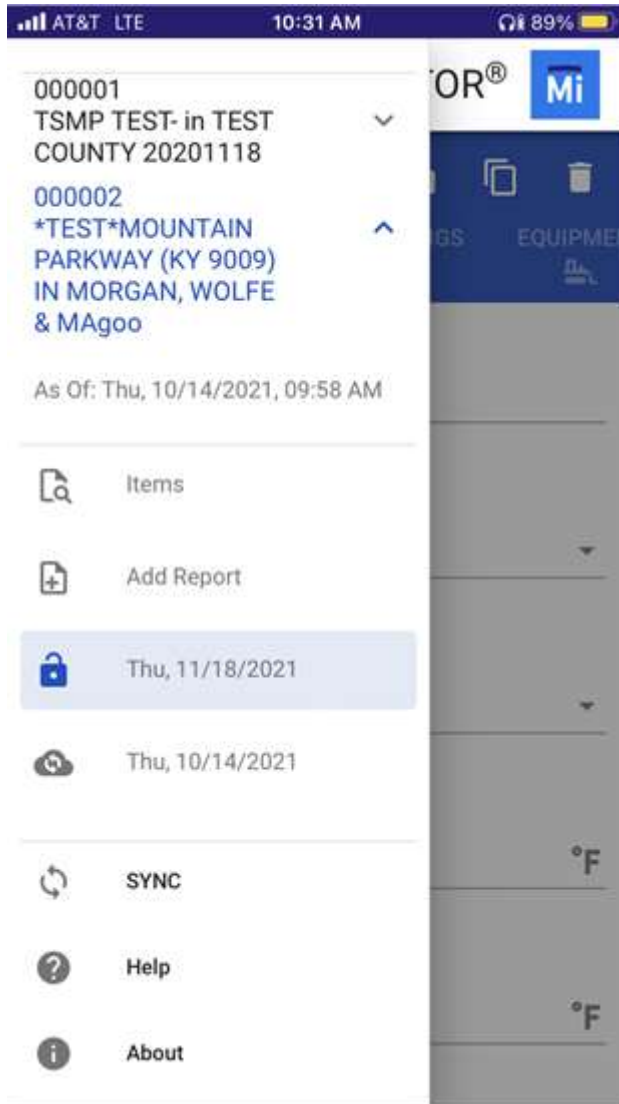 AT&T LTE 10:31 AM 89%
OR®
Mi
000001
TSMP TEST- in TEST
COUNTY 20201118
000002
*TEST*MOUNTAIN
PARKWAY (KY 9009)
IN MORGAN, WOLFE
& MAgoo
GS EQUIPME
As Of: Thu, 10/14/2021, 09:58 AM
Items
Add Report
Thu, 11/18/2021
Thu, 10/14/2021
°F
SYNC
Help
°F
About